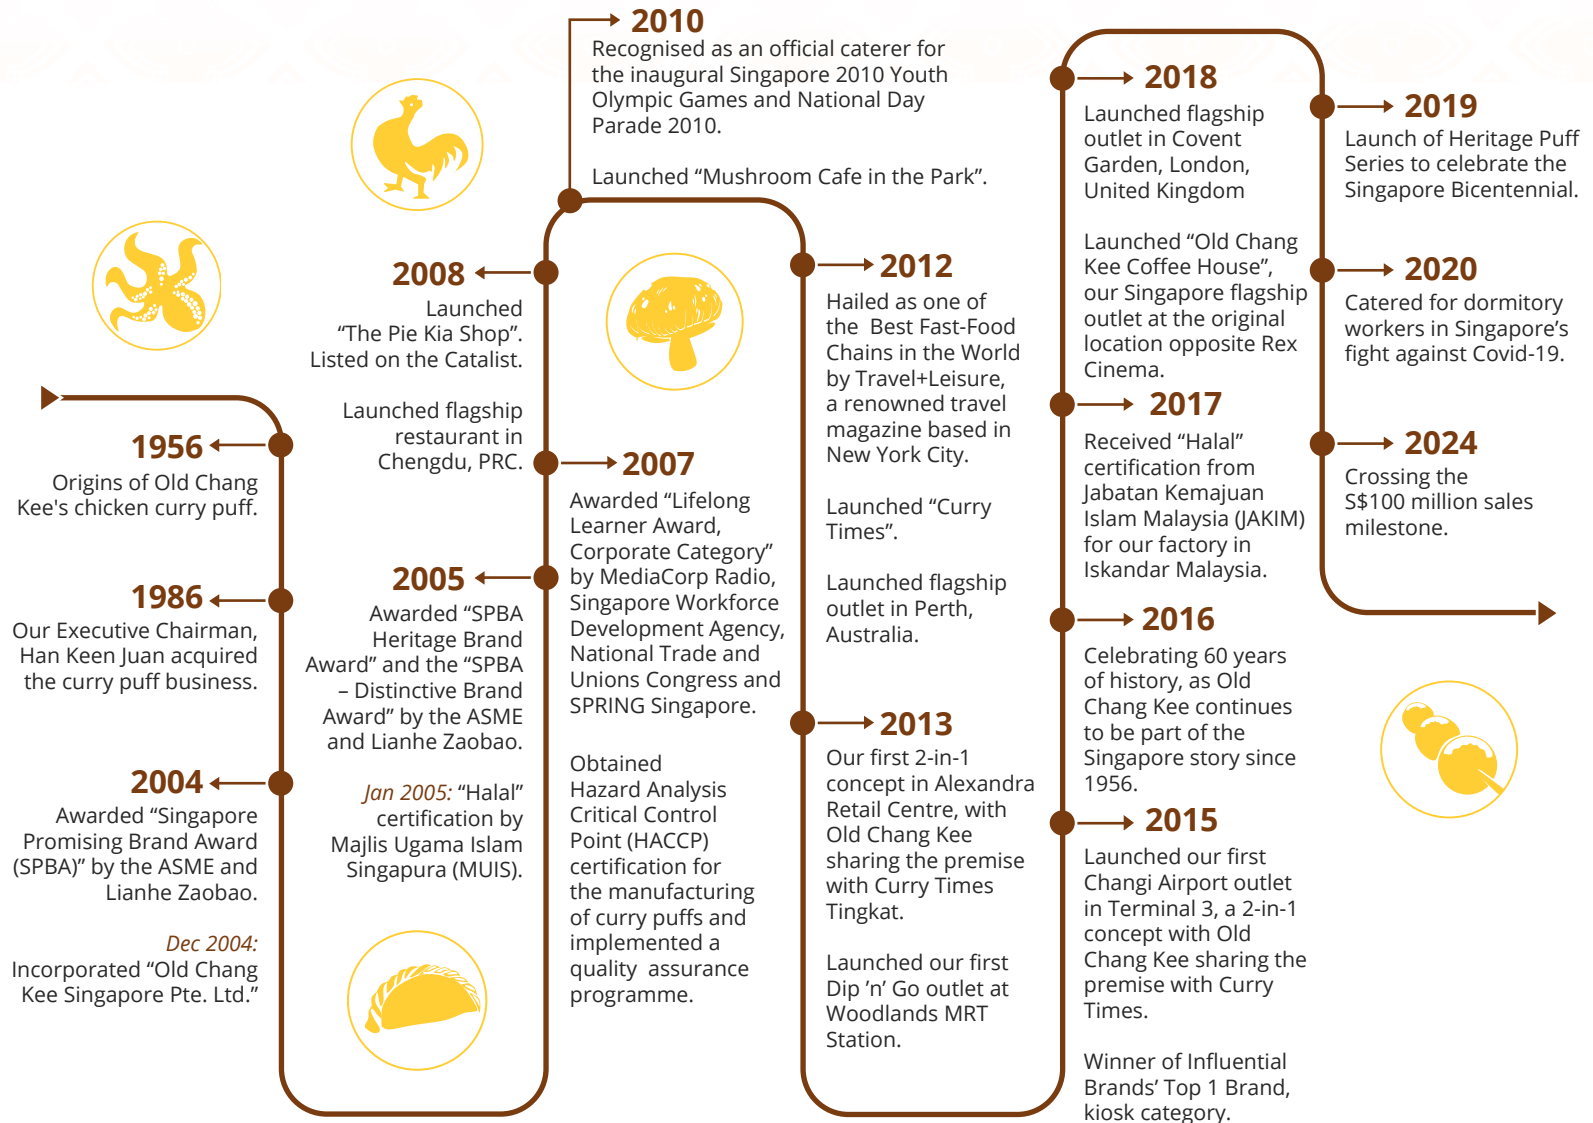 1956
Origins of Old Chang
Kee's chicken curry puff.
1986
Our Executive Chairman,
Han Keen Juan acquired
the curry puff business.
2004
Awarded “Singapore
Promising Brand Award
(SPBA)” by the ASME and
Lianhe Zaobao.
Dec 2004:
Incorporated “Old Chang
Kee Singapore Pte. Ltd.”
2005
Awarded “SPBA
Heritage Brand
Award” and the “SPBA
– Distinctive Brand
Award” by the ASME
and Lianhe Zaobao.
Jan 2005: “Halal”
certification by
Majlis Ugama Islam
Singapura (MUIS).
2007
Awarded “Lifelong
Learner Award,
Corporate Category”
by MediaCorp Radio,
Singapore Workforce
Development Agency,
National Trade and
Unions Congress and
SPRING Singapore.
Obtained
Hazard Analysis
Critical Control
Point (HACCP)
certification for
the manufacturing
of curry puffs and
implemented a
quality assurance
programme.
2008
Launched
“The Pie Kia Shop”.
Listed on the Catalist.
Launched flagship
restaurant in
Chengdu, PRC.
2010
Recognised as an official caterer for
the inaugural Singapore 2010 Youth
Olympic Games and National Day
Parade 2010.
Launched “Mushroom Cafe in the Park”.
2012
Hailed as one of
the Best Fast-Food
Chains in the World
by Travel+Leisure,
a renowned travel
magazine based in
New York City.
Launched “Curry
Times”.
Launched flagship
outlet in Perth,
Australia.
2013
Our first 2-in-1
concept in Alexandra
Retail Centre, with
Old Chang Kee
sharing the premise
with Curry Times
Tingkat.
Launched our first
Dip ’n’ Go outlet at
Woodlands MRT
Station.
2015
Launched our first
Changi Airport outlet
in Terminal 3, a 2-in-1
concept with Old
Chang Kee sharing the
premise with Curry
Times.
Winner of Influential
Brands’ Top 1 Brand,
kiosk category.
2016
Celebrating 60 years
of history, as Old
Chang Kee continues
to be part of the
Singapore story since
1956.
2017
Received “Halal”
certification from
Jabatan Kemajuan
Islam Malaysia (JAKIM)
for our factory in
Iskandar Malaysia.
2018
Launched flagship
outlet in Covent
Garden, London,
United Kingdom
Launched “Old Chang
Kee Coffee House”,
our Singapore flagship
outlet at the original
location opposite Rex
Cinema.
2019
Launch of Heritage Puff
Series to celebrate the
Singapore Bicentennial.
2020
Catered for dormitory
workers in Singapore’s
fight against Covid-19.
2024
Crossing the
S$100 million sales
milestone.